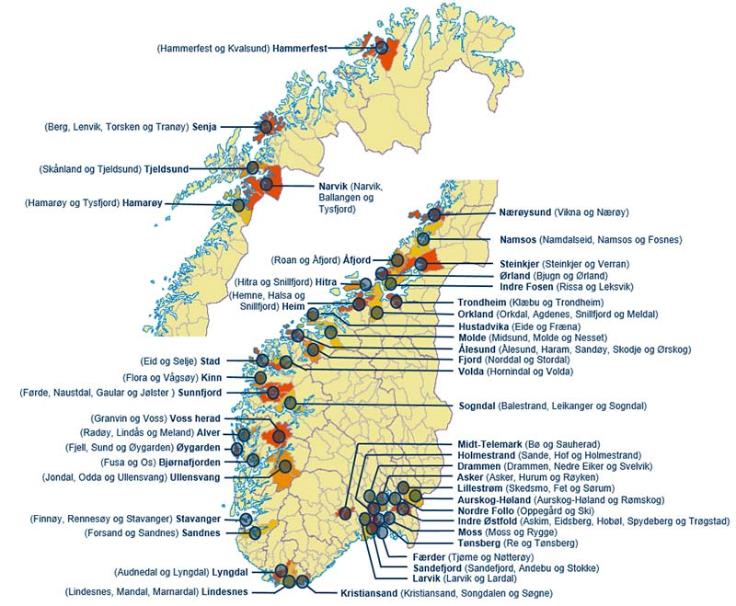 (Hammerfest og Kvalsund) Hammerfest
(Berg, Lenvik, Torsken og Tranøy) Senja
(Skånland og Tjeldsund) Tjeldsund
Narvik (Narvik,
Ballangen og
Tysfjord)
(Hamarøy og Tysfjord) Hamarøy
Nærøysund (Vikna og Nærøy)
Namsos (Namdalseid, Namsos og Fosnes)
(Roan og Åfjord) Åfjord
Steinkjer (Steinkjer og Verran)
Ørland (Bjugn og Ørland)
(Hitra og Snillfjord) Hitra
Indre Fosen (Rissa og Leksvik)
(Hemne, Halsa og
Snillfjord) Heim
Trondheim (Klæbu og Trondheim)
Orkland (Orkdal, Agdenes, Snillfjord og Meldal)
Hustadvika (Eide og Fræna)
Molde (Midsund, Molde og Nesset)
Ålesund (Ålesund, Haram, Sandøy, Skodje og Ørskog)
Fjord (Norddal og Stordal)
Volda (Hornindal og Volda)
(Eid og Selje) Stad
(Flora og Vågsøy) Kinn
(Førde, Naustdal, Gaular og Jølster ) Sunnfjord
Sogndal (Balestrand, Leikanger og Sogndal)
(Granvin og Voss) Voss herad
(Radøy, Lindås og Meland) Alver
(Fjell, Sund og Øygarden) Øygarden
(Fusa og Os) Bjørnafjorden
(Jondal, Odda og Ullensvang) Ullensvang
Midt-Telemark (Bø og Sauherad)
Holmestrand (Sande, Hof og Holmestrand)
Drammen (Drammen, Nedre Eiker og Svelvik)
Asker (Asker, Hurum og Røyken)
Lillestrøm (Skedsmo, Fet og Sørum)
Aurskog-Høland (Aurskog-Høland og Rømskog)
Nordre Follo (Oppegård og Ski)
Indre Østfold (Askim, Eidsberg, Hobøl, Spydeberg og Trøgstad)
Moss (Moss og Rygge)
Tønsberg (Re og Tønsberg)
Færder (Tjøme og Nøtterøy)
Sandefjord (Sandefjord, Andebu og Stokke)
Larvik (Larvik og Lardal)
(Finnøy, Rennesøy og Stavanger) Stavanger
(Forsand og Sandnes) Sandnes
(Audnedal og Lyngdal) Lyngdal
(Lindesnes, Mandal, Marnardal) Lindesnes
Kristiansand (Kristiansand, Songdalen og Søgne)